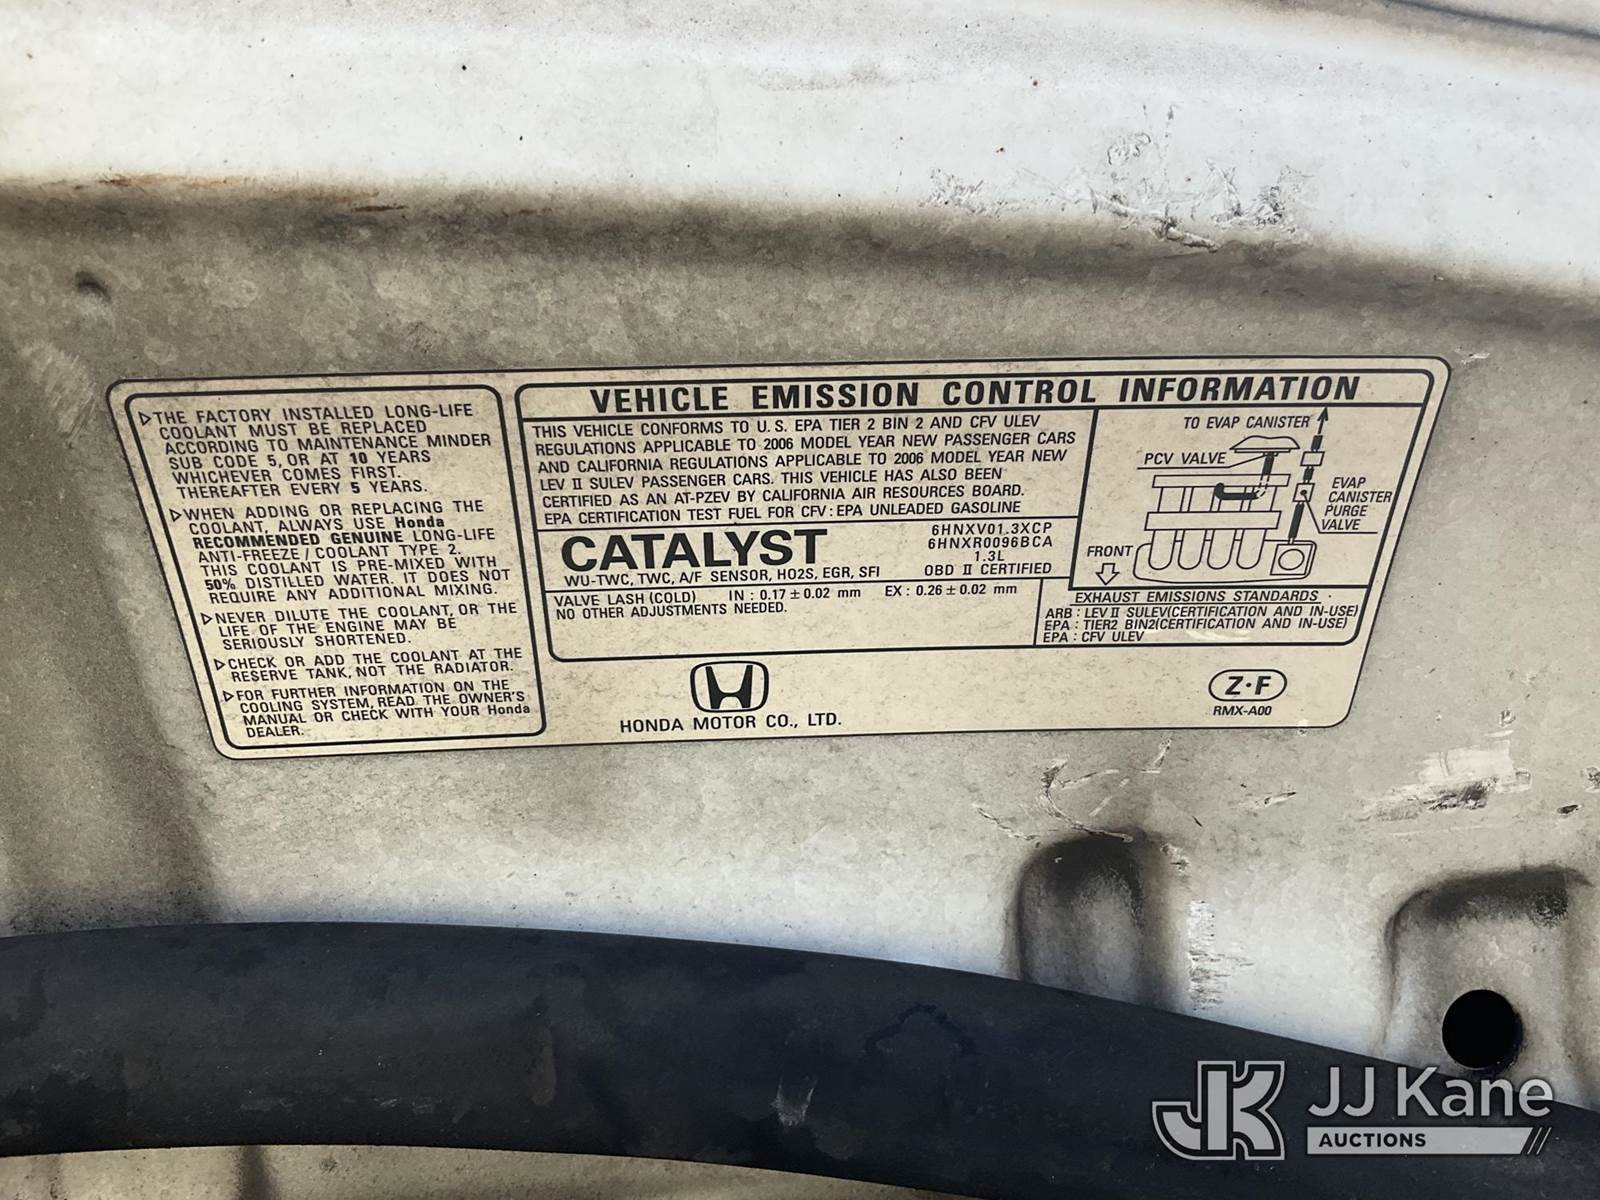 ▷THE FACTORY INSTALLED LONG-LIFE
COOLANT MUST BE REPLACED
ACCORDING TO MAINTENANCE MINDER
SUB CODE 5, OR AT 10 YEARS
WHICHEVER COMES FIRST.
THEREAFTER EVERY 5 YEARS.
▷WHEN ADDING OR REPLACING THE
COOLANT, ALWAYS USE Honda
RECOMMENDED GENUINE LONG-LIFE
ANTI-FREEZE / COOLANT TYPE 2.
THIS COOLANT IS PRE-MIXED WITH
50% DISTILLED WATER. IT DOES NOT
REQUIRE ANY ADDITIONAL MIXING.
▷NEVER DILUTE THE COOLANT, OR THE
LIFE OF THE ENGINE MAY BE
SERIOUSLY SHORTENED.
▷CHECK OR ADD THE COOLANT AT THE
RESERVE TANK, NOT THE RADIATOR.
▷FOR FURTHER INFORMATION ON THE
COOLING SYSTEM, READ THE OWNER'S
MANUAL OR CHECK WITH YOUR Honda
DEALER.
VEHICLE EMISSION CONTROL INFORMATION
THIS VEHICLE CONFORMS TO U.S. EPA TIER 2 BIN 2 AND CFV ULEV
REGULATIONS APPLICABLE TO 2006 MODEL YEAR NEW PASSENGER CARS
AND CALIFORNIA REGULATIONS APPLICABLE TO 2006 MODEL YEAR NEW
LEV II SULEV PASSENGER CARS. THIS VEHICLE HAS ALSO BEEN
CERTIFIED AS AN AT-PZEV BY CALIFORNIA AIR RESOURCES BOARD.
EPA CERTIFICATION TEST FUEL FOR CFV : EPA UNLEADED GASOLINE
CATALYST
WU-TWC, TWC, A/F SENSOR, HO2S, EGR, SFI
6HNXV01.3XCP
6HNXR0096BCA
1.3L
OBD II CERTIFIED
VALVE LASH (COLD) IN : 0.17 ± 0.02 mm EX : 0.26 ± 0.02 mm
NO OTHER ADJUSTMENTS NEEDED.
TO EVAP CANISTER
PCV VALVE
EVAP
CANISTER
PURGE
VALVE
FRONT
EXHAUST EMISSIONS STANDARDS
ARB : LEV II SULEV(CERTIFICATION AND IN-USE)
EPA : TIER2 BIN2(CERTIFICATION AND IN-USE)
EPA : CFV ULEV
HONDA MOTOR CO., LTD.
Z·F
RMX-A00
JK JJ Kane
AUCTIONS